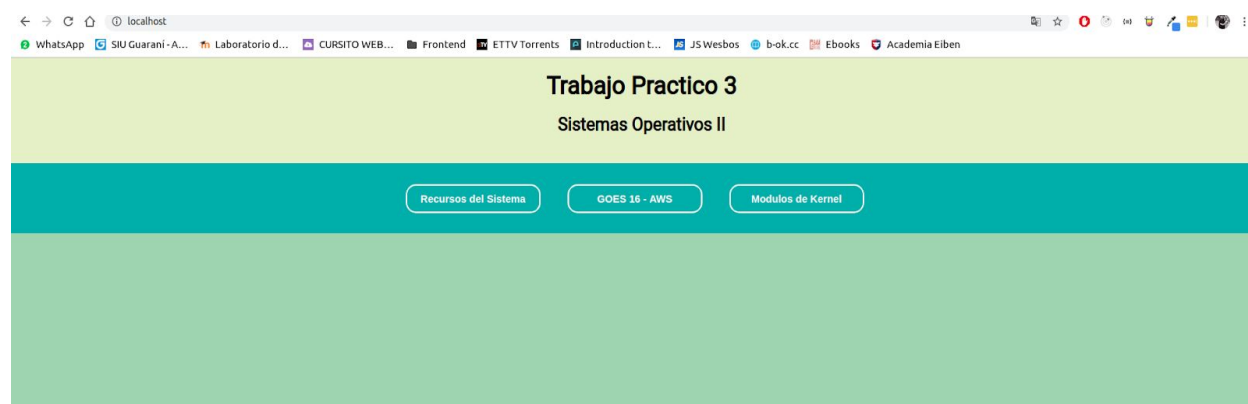 localhost
WhatsApp SIU Guaraní - A... Laboratorio d... CURSITO WEB... Frontend ETTV Torrents Introduction t... JS Wesbos b-ok.cc Ebooks Academia Eiben
Trabajo Practico 3
Sistemas Operativos II
Recursos del Sistema GOES 16 - AWS Modulos de Kernel